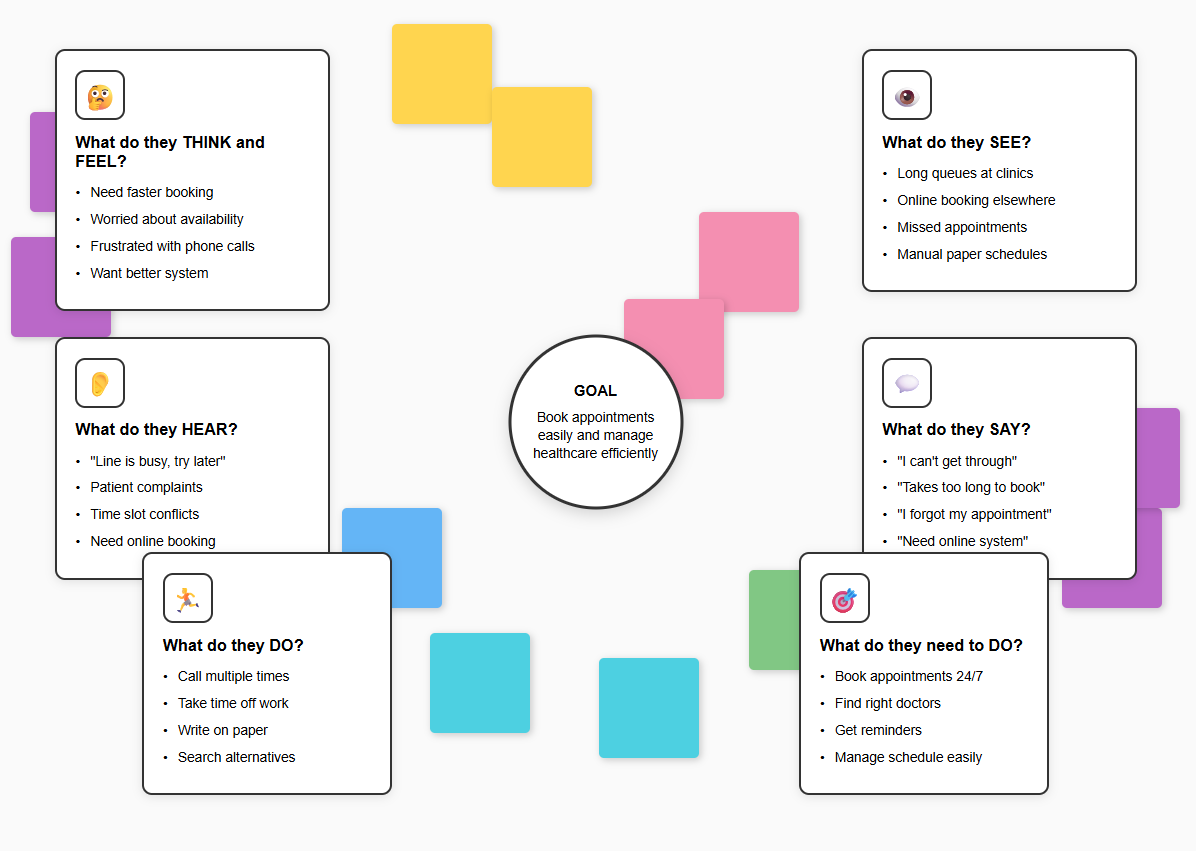 What do they THINK and
FEEL?
• Need faster booking
• Worried about availability
• Frustrated with phone calls
• Want better system
What do they SEE?
• Long queues at clinics
• Online booking elsewhere
• Missed appointments
• Manual paper schedules
What do they HEAR?
• "Line is busy, try later"
• Patient complaints
• Time slot conflicts
• Need online booking
GOAL
Book appointments
easily and manage
healthcare efficiently
What do they SAY?
• "I can't get through"
• "Takes too long to book"
• "I forgot my appointment"
• "Need online system"
What do they DO?
• Call multiple times
• Take time off work
• Write on paper
• Search alternatives
What do they need to DO?
• Book appointments 24/7
• Find right doctors
• Get reminders
• Manage schedule easily